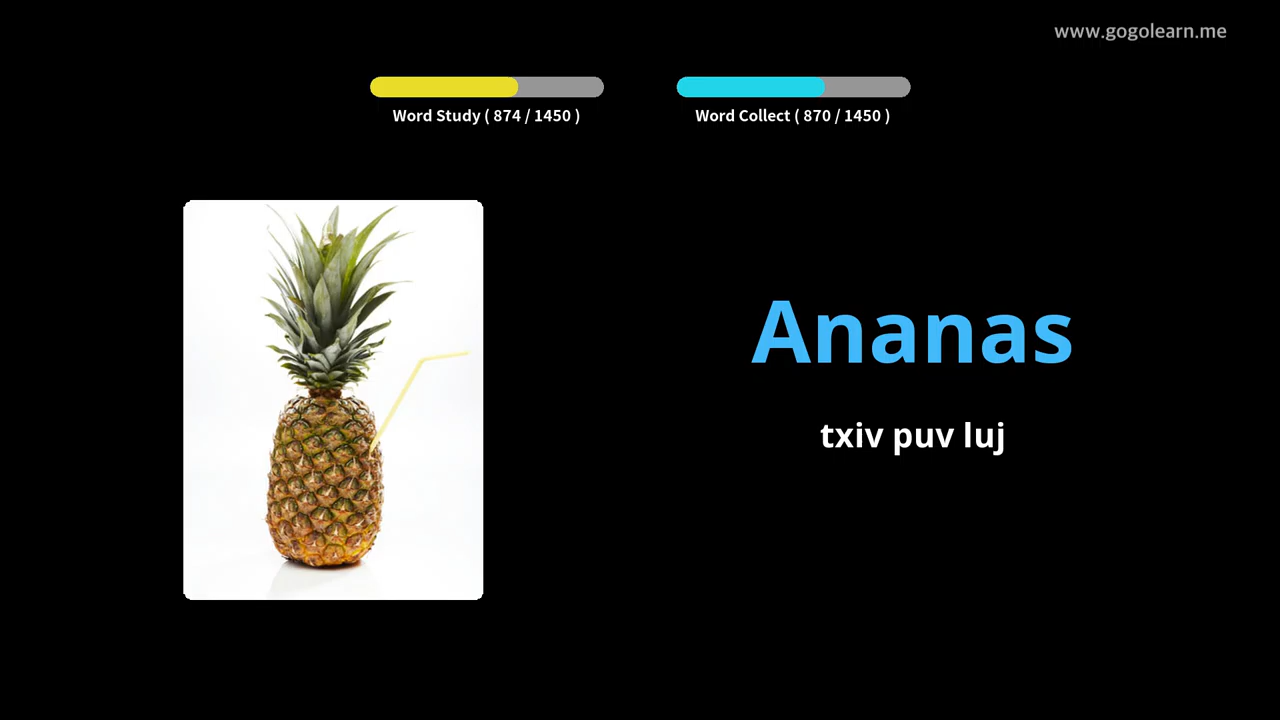 www.gogolearn.me
Word Study ( 874 / 1450 )
Word Collect ( 870 / 1450 )
Ananas
txiv puv luj